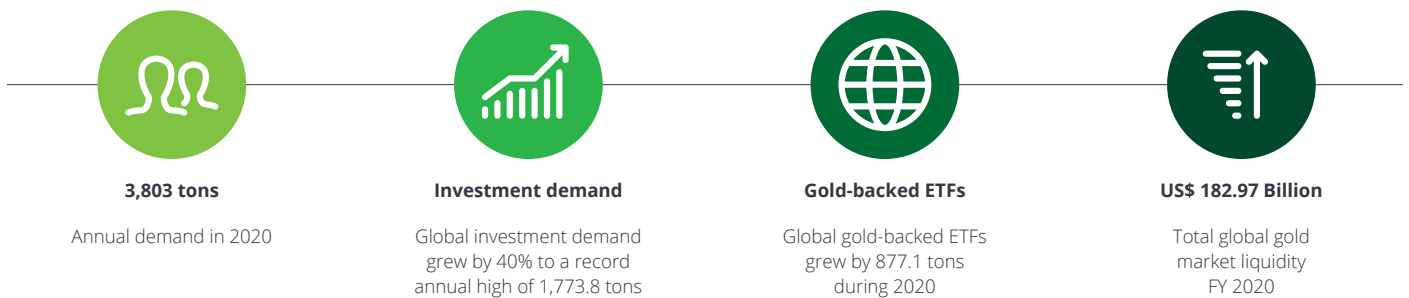 3,803 tons
Annual demand in 2020
Investment demand
Global investment demand
grew by 40% to a record
annual high of 1,773.8 tons
Gold-backed ETFs
Global gold-backed ETFs
grew by 877.1 tons
during 2020
US$ 182.97 Billion
Total global gold
market liquidity
FY 2020